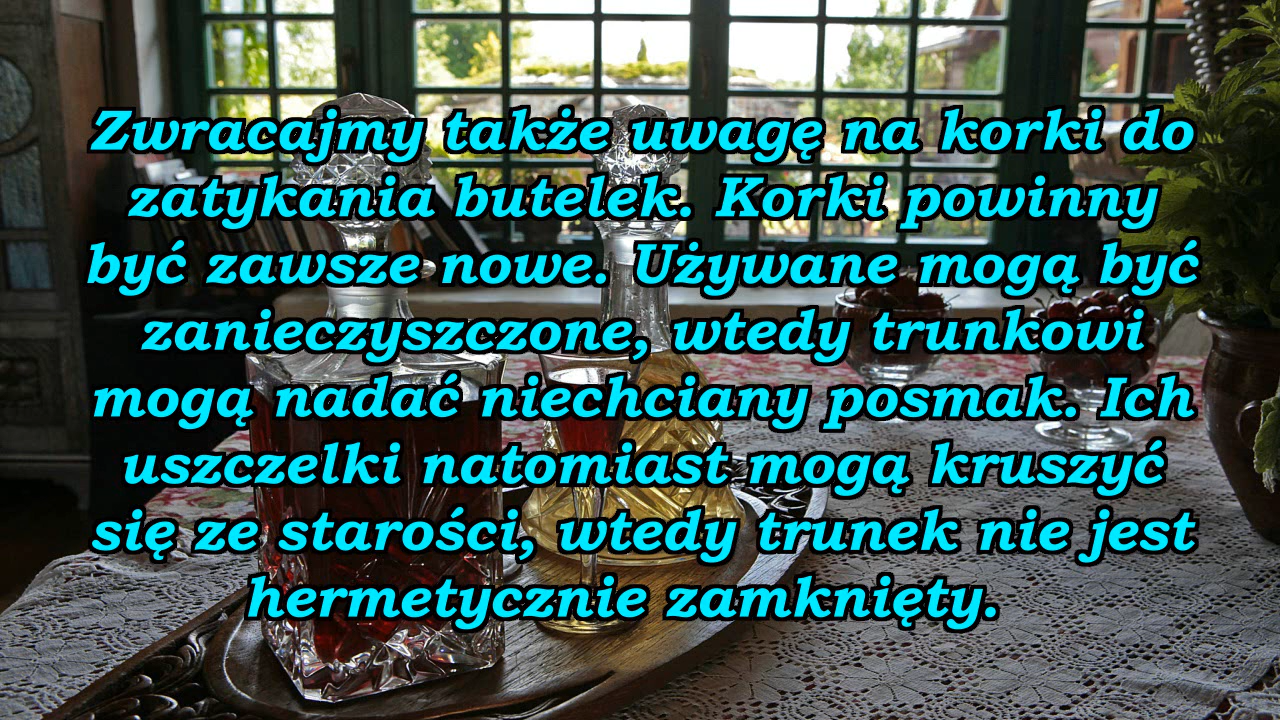 Zwracajmy także uwagę na korki do
zatykania butelek. Korki powinny
być zawsze nowe. Używane mogą być
zanieczyszczone, wtedy trunkowi
mogą nadać niechciany posmak. Ich
uszczelki natomiast mogą kruszyć
się ze starości, wtedy trunek nie jest
hermetycznie zamknięty.